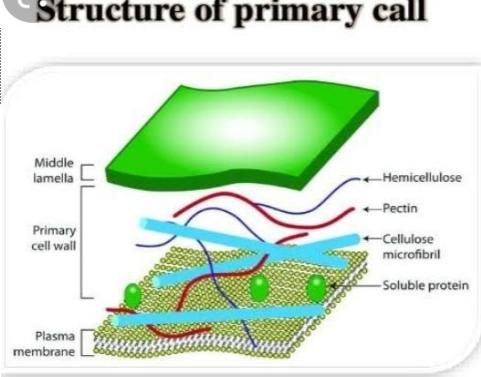 Structure of primary call
Middle
lamella
Hemicellulose
Pectin
Primary
cell wall
Cellulose
microfibril
Soluble protein
Plasma
membrane